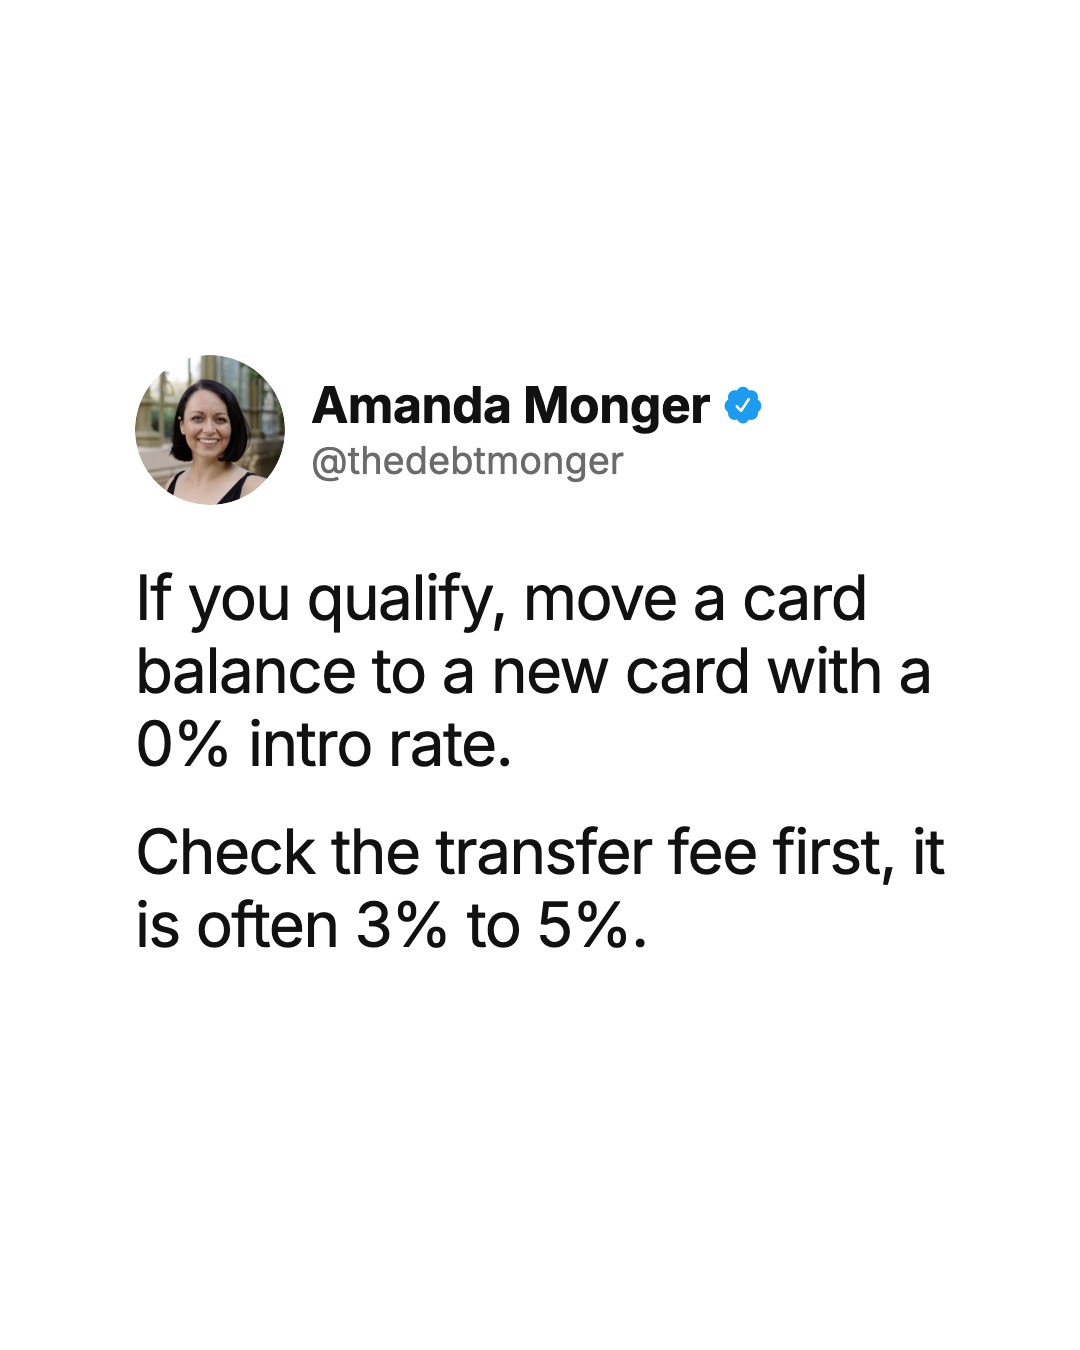 Amanda Monger
@thedebtmonger
If you qualify, move a card
balance to a new card with a
0% intro rate.
Check the transfer fee first, it
is often 3% to 5%.